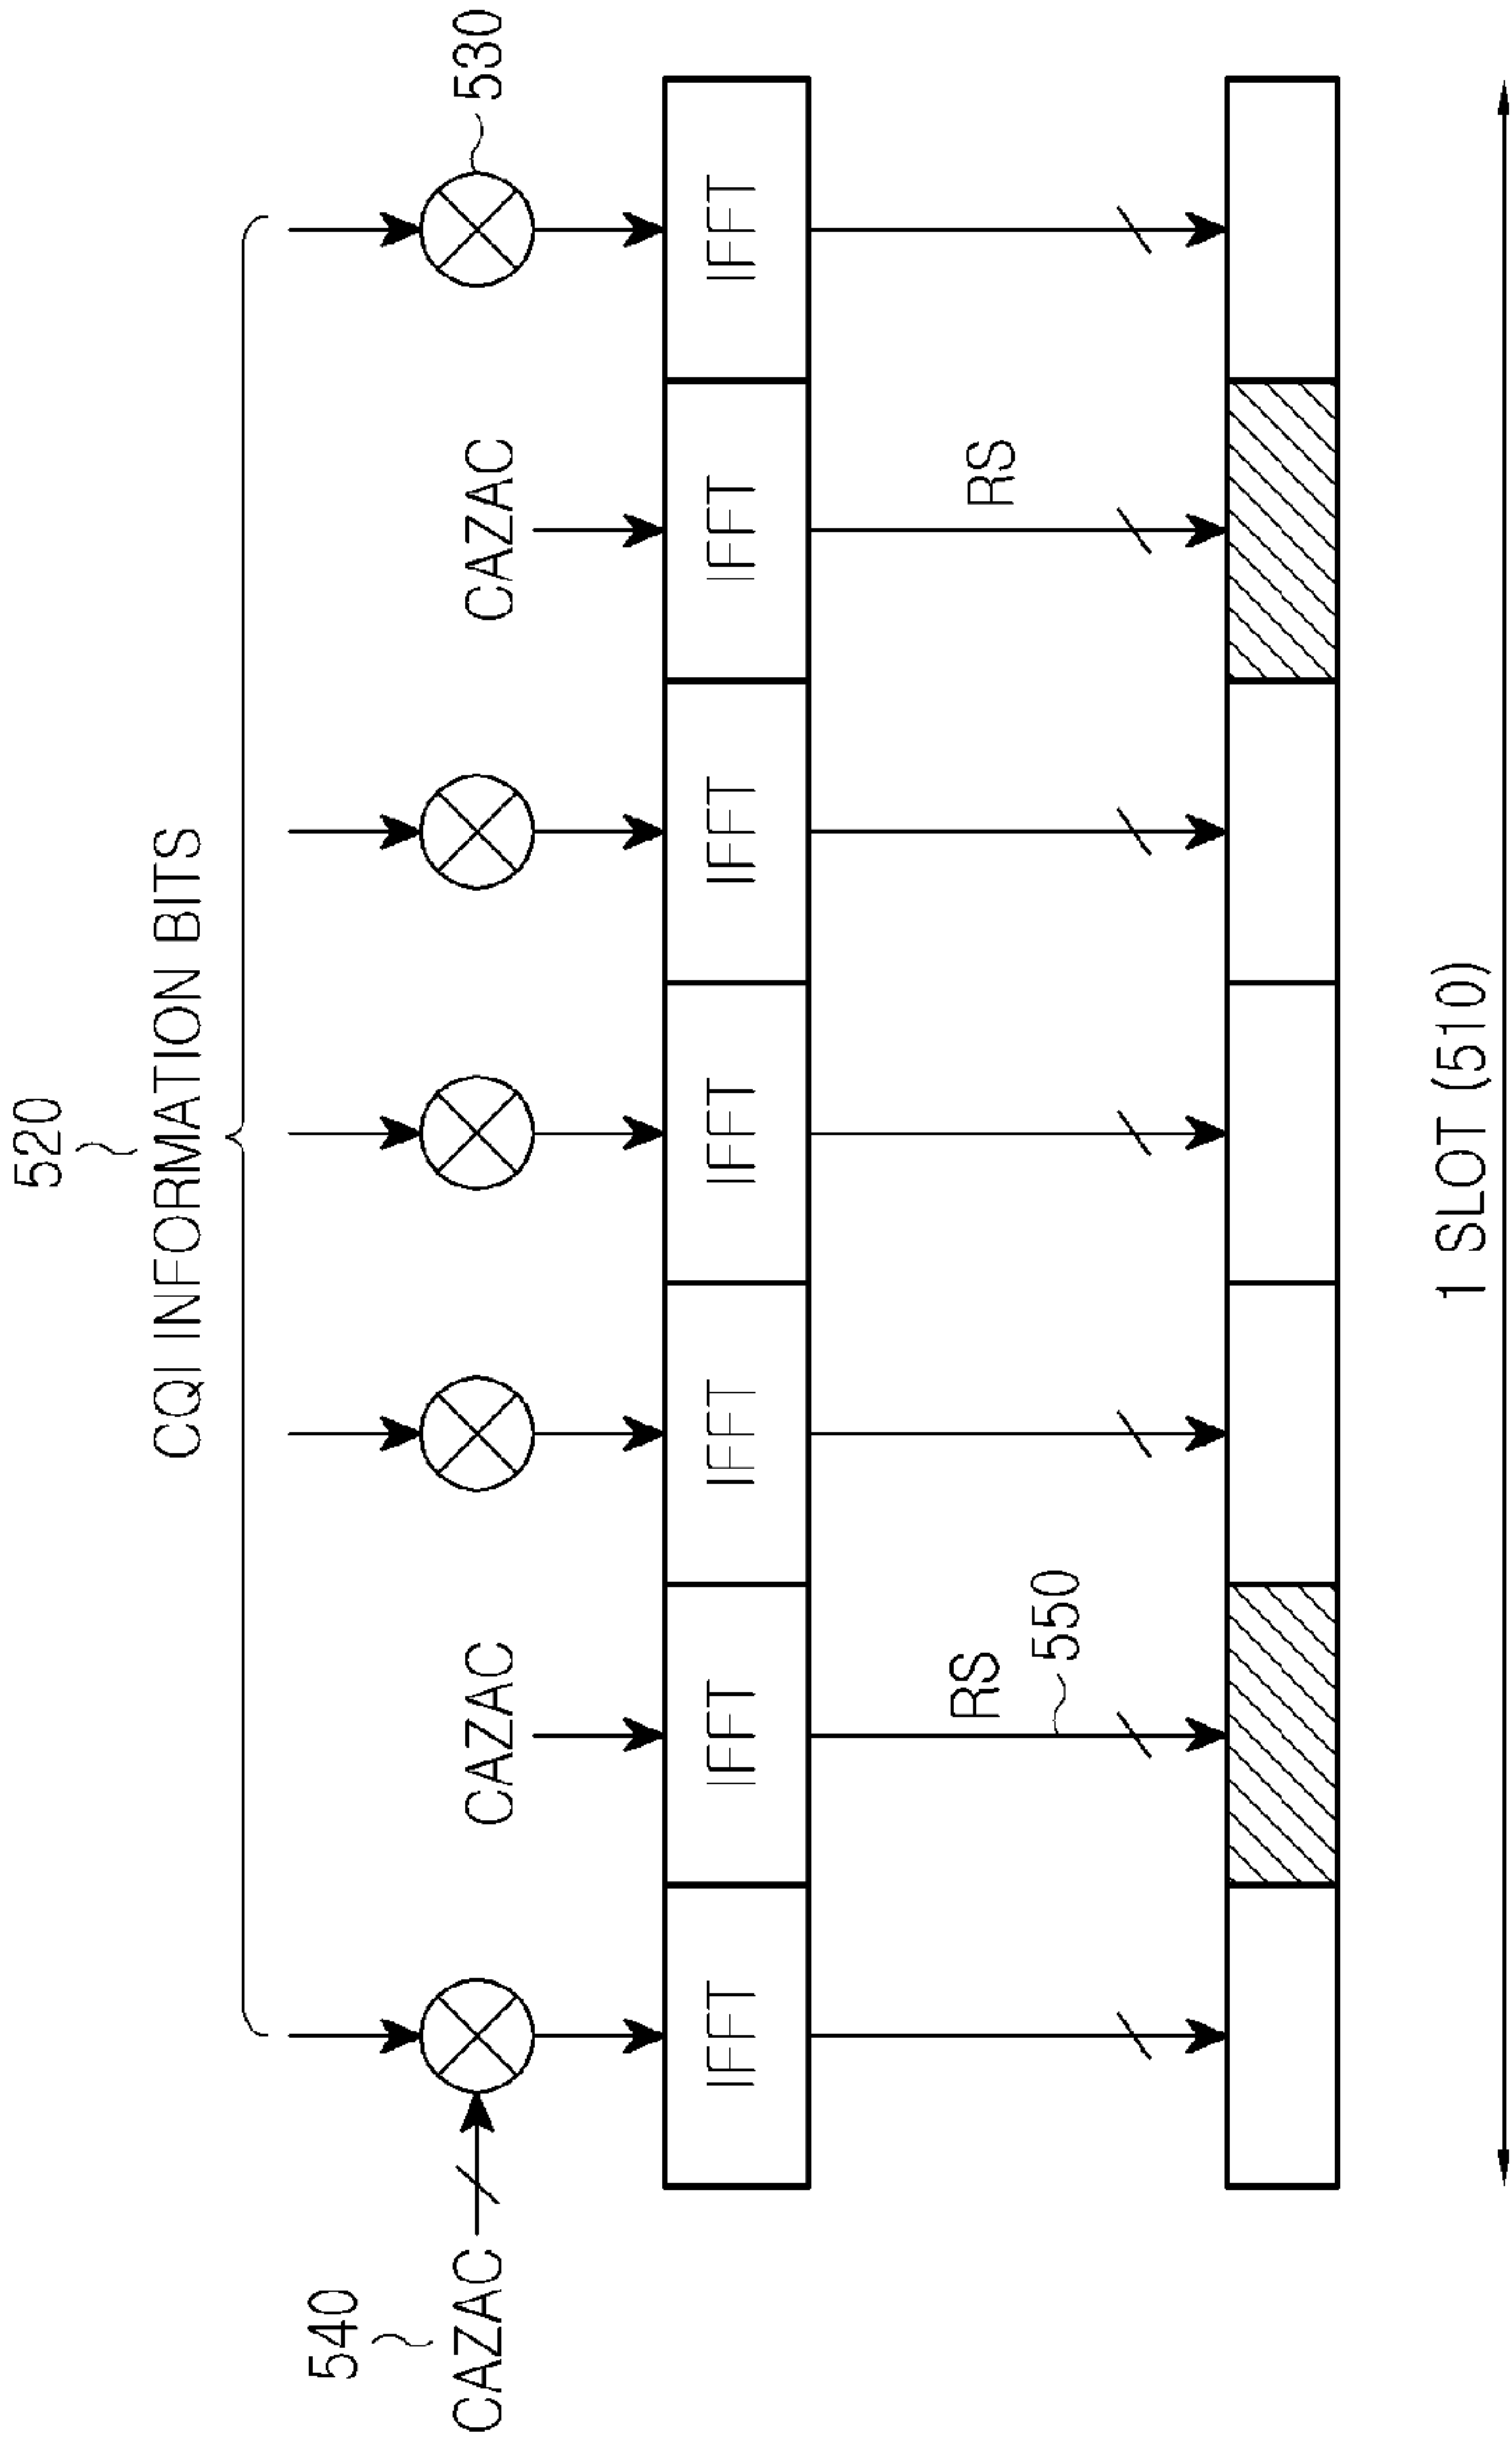 520
CQI INFORMATION BITS
540
CAZAC
CAZAC
CAZAC
530
IFFT
IFFT
IFFT
IFFT
IFFT
IFFT
IFFT
RS
550
RS
1 SLOT (510)